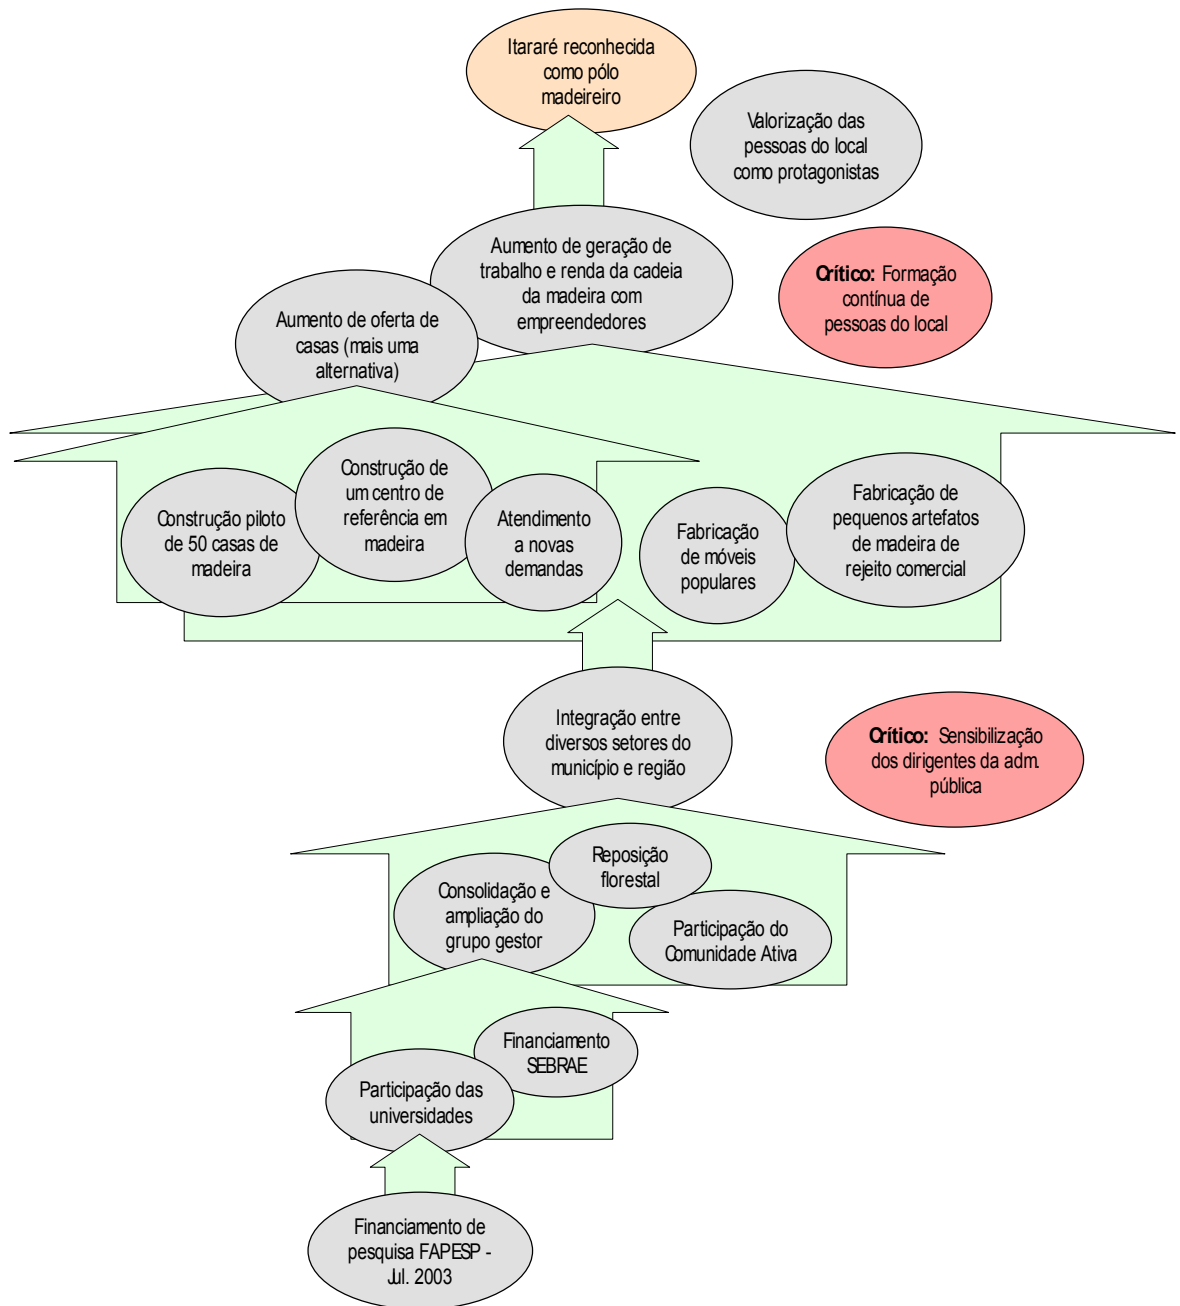 Itararé reconhecida
como pólo
madeireiro
Valorização das
pessoas do local
como protagonistas
Aumento de geração de
trabalho e renda da cadeia
da madeira com
empreendedores
Crítico: Formação
contínua de
pessoas do local
Aumento de oferta de
casas (mais uma
alternativa)
Construção piloto
de 50 casas de
madeira
Construção de
um centro de
referência em
madeira
Atendimento
a novas
demandas
Fabricação
de móveis
populares
Fabricação de
pequenos artefatos
de madeira de
rejeito comercial
Integração entre
diversos setores do
município e região
Crítico: Sensibilização
dos dirigentes da adm.
pública
Reposição
florestal
Consolidação e
ampliação do
grupo gestor
Participação do
Comunidade Ativa
Financiamento
SEBRAE
Participação das
universidades
Financiamento de
pesquisa FAPESP -
Jul. 2003